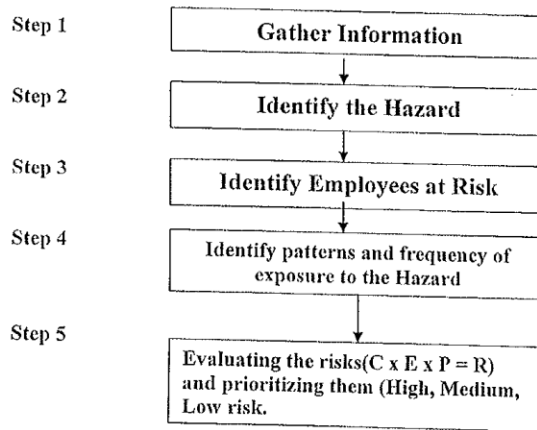 Step 1
Gather Information
Step 2
Identify the Hazard
Step 3
Identify Employees at Risk
Step 4
Identify patterns and frequency of
exposure to the Hazard
Step 5
Evaluating the risks(C x E x P = R)
and prioritizing them (High, Medium,
Low risk.